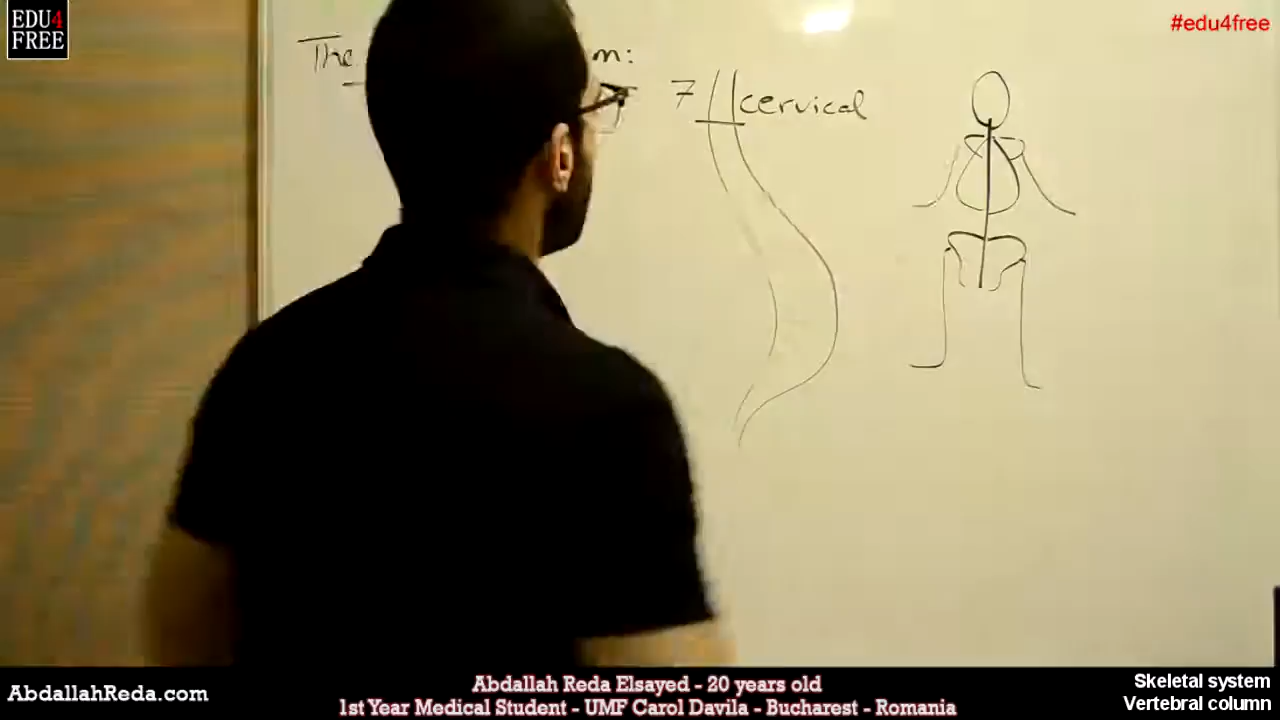 EDU4
FREE
#edu4free
The m:
7 cervical
AbdallahReda.com
Abdallah Reda Elsayed - 20 years old
1st Year Medical Student - UMF Carol Davila - Bucharest - Romania
Skeletal system
Vertebral column